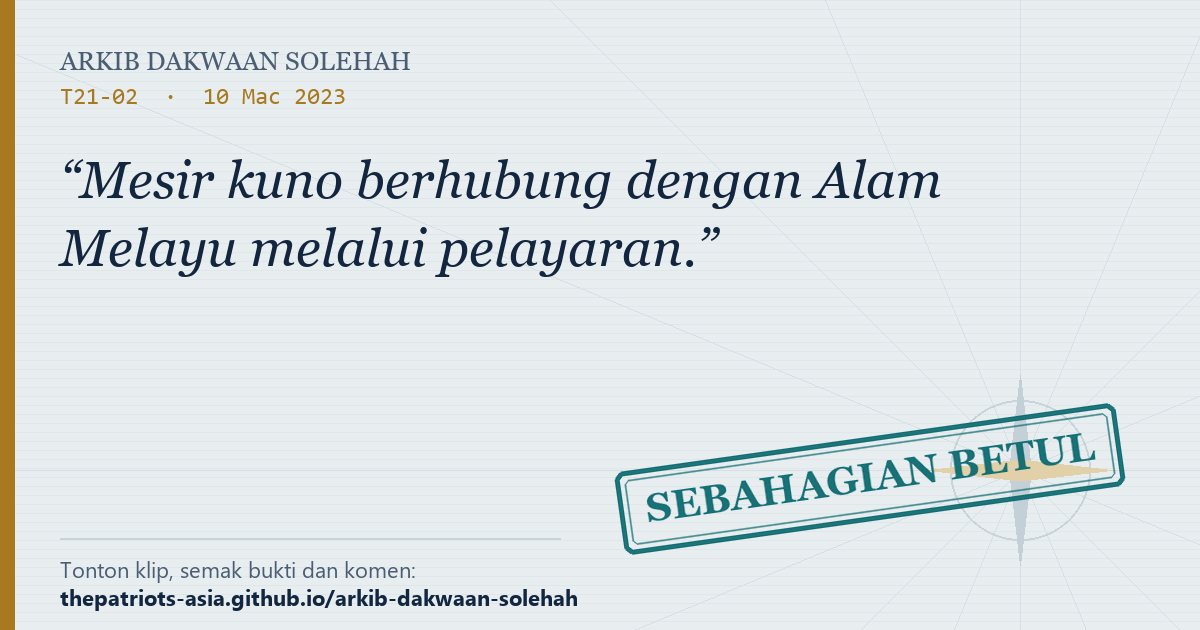 ARKIB DAKWAAN SOLEHAH
T21-02 · 10 Mac 2023
“Mesir kuno berhubung dengan Alam
Melayu melalui pelayaran.”
SEBAHAGIAN BETUL
Tonton klip, semak bukti dan komen:
thepatriots-asia.github.io/arkib-dakwaan-solehah